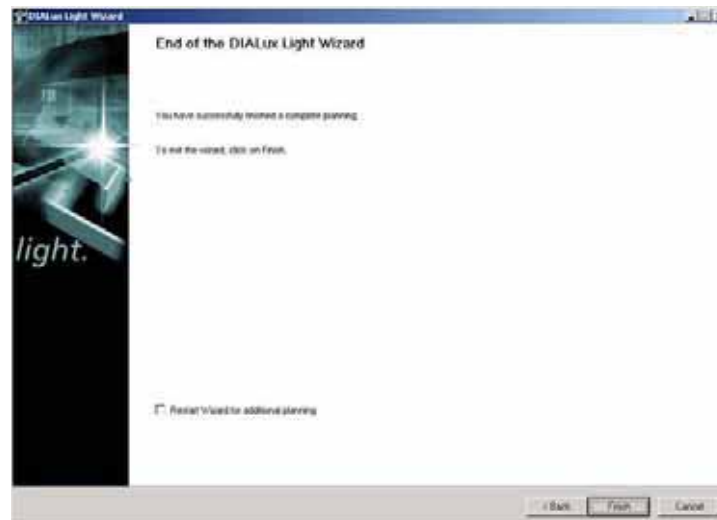 DIALux Light Wizard
End of the DIALux Light Wizard
You have successfully finished a complete planning.
To exit the wizard, click on Finish.
light.
Restart Wizard for additional planning
< Back
Finish
Cancel